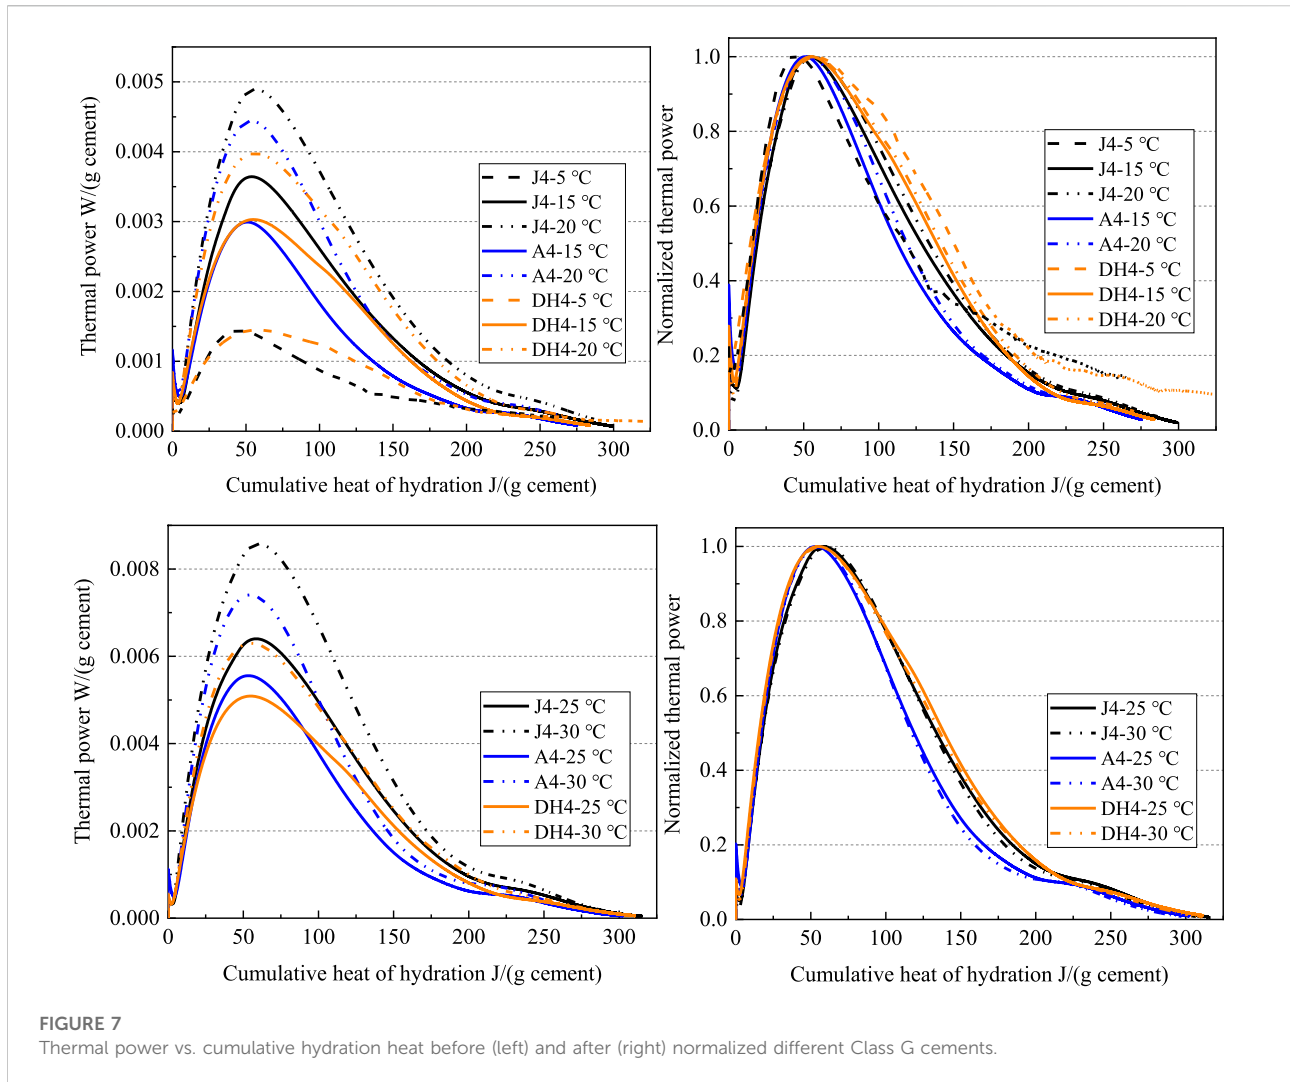 Thermal power W/(g cement)
0.005
0.004
0.003
0.002
0.001
0.000
0
50
100
150
200
250
300
Cumulative heat of hydration J/(g cement)
J4-5 ℃
J4-15 ℃
J4-20 ℃
A4-15 ℃
A4-20 ℃
DH4-5 ℃
DH4-15 ℃
DH4-20 ℃
Normalized thermal power
1.0
0.8
0.6
0.4
0.2
0.0
0
50
100
150
200
250
300
Cumulative heat of hydration J/(g cement)
J4-5 ℃
J4-15 ℃
J4-20 ℃
A4-15 ℃
A4-20 ℃
DH4-5 ℃
DH4-15 ℃
DH4-20 ℃
Thermal power W/(g cement)
0.008
0.006
0.004
0.002
0.000
0
50
100
150
200
250
300
Cumulative heat of hydration J/(g cement)
J4-25 ℃
J4-30 ℃
A4-25 ℃
A4-30 ℃
DH4-25 ℃
DH4-30 ℃
Normalized thermal power
1.0
0.8
0.6
0.4
0.2
0.0
0
50
100
150
200
250
300
Cumulative heat of hydration J/(g cement)
J4-25 ℃
J4-30 ℃
A4-25 ℃
A4-30 ℃
DH4-25 ℃
DH4-30 ℃
FIGURE 7
Thermal power vs. cumulative hydration heat before (left) and after (right) normalized different Class G cements.